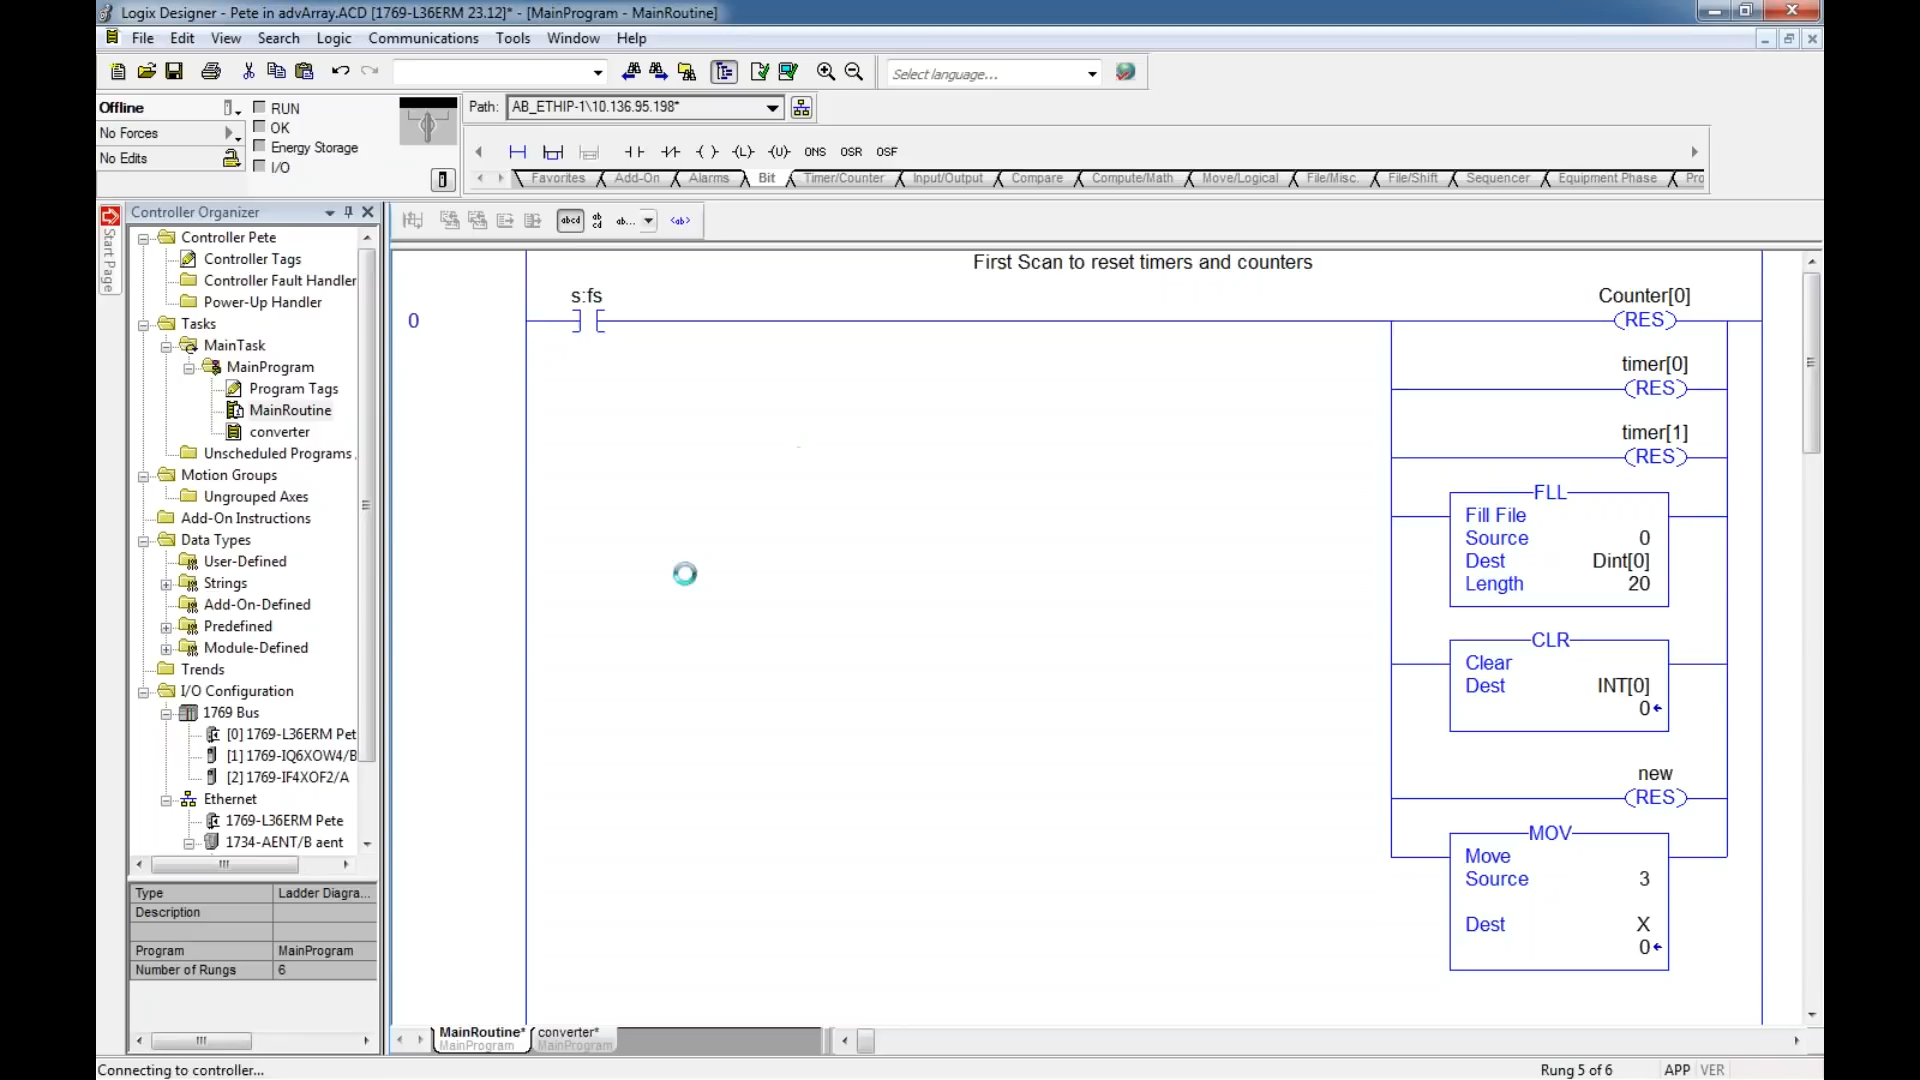 Logix Designer - Pete in advArray.ACD [1769-L36ERM 23.12]* - [MainProgram - MainRoutine]
File Edit View Search Logic Communications Tools Window Help
Select language...
Offline
RUN
No Forces
OK
No Edits
Energy Storage
I/O
Path: AB_ETHIP-1\10.136.95.198*
ONS OSR OSF
Favorites Add-On Alarms Bit Timer/Counter Input/Output Compare Compute/Math Move/Logical File/Misc. File/Shift Sequencer Equipment Phase Pro
Start Page
Controller Organizer
Controller Pete
Controller Tags
Controller Fault Handler
Power-Up Handler
Tasks
MainTask
MainProgram
Program Tags
MainRoutine
converter
Unscheduled Programs
Motion Groups
Ungrouped Axes
Add-On Instructions
Data Types
User-Defined
Strings
Add-On-Defined
Predefined
Module-Defined
Trends
I/O Configuration
1769 Bus
[0] 1769-L36ERM Pet
[1] 1769-IQ6XOW4/B
[2] 1769-IF4XOF2/A
Ethernet
1769-L36ERM Pete
1734-AENT/B aent
Type Ladder Diagra...
Description
Program MainProgram
Number of Rungs 6
abcd ab cd ab... <ab>
First Scan to reset timers and counters
0
s:fs
Counter[0]
(RES)
timer[0]
(RES)
timer[1]
(RES)
FLL
Fill File
Source 0
Dest Dint[0]
Length 20
CLR
Clear
Dest INT[0]
0
new
(RES)
MOV
Move
Source 3
Dest X
0
MainRoutine* converter*
MainProgram MainProgram
Connecting to controller...
Rung 5 of 6 APP VER